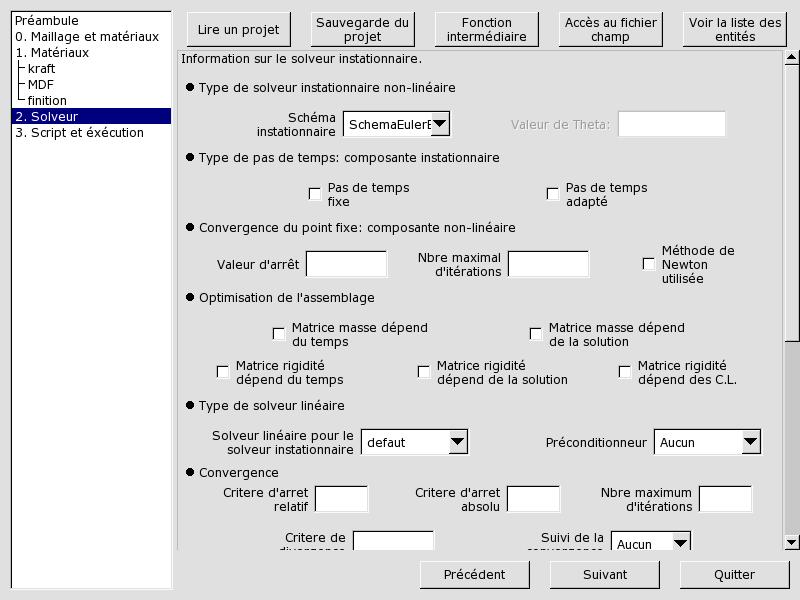 Préambule
0. Maillage et matériaux
1. Matériaux
kraft
MDF
finition
2. Solveur
3. Script et éxécution
Lire un projet
Sauvegarde du
projet
Fonction
intermédiaire
Accès au fichier
champ
Voir la liste des
entités
Information sur le solveur instationnaire.
Type de solveur instationnaire non-linéaire
Schéma
instationnaire
SchemaEulerE
Valeur de Theta:
Type de pas de temps: composante instationnaire
Pas de temps
fixe
Pas de temps
adapté
Convergence du point fixe: composante non-linéaire
Valeur d'arrêt
Nbre maximal
d'itérations
Méthode de
Newton
utilisée
Optimisation de l'assemblage
Matrice masse dépend
du temps
Matrice masse dépend
de la solution
Matrice rigidité
dépend du temps
Matrice rigidité
dépend de la solution
Matrice rigidité
dépend des C.L.
Type de solveur linéaire
Solveur linéaire pour le
solveur instationnaire
defaut
Préconditionneur
Aucun
Convergence
Critere d'arret
relatif
Critere d'arret
absolu
Nbre maximum
d'itérations
Critere de
divergence
Suivi de la
convergence
Aucun
Précédent
Suivant
Quitter